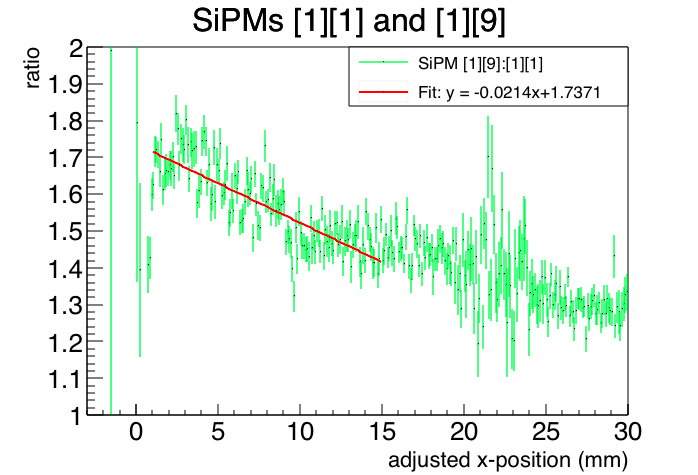 SiPMs [1][1] and [1][9]
ratio
2
1.9
1.8
1.7
1.6
1.5
1.4
1.3
1.2
1.1
1
SiPM [1][9]:[1][1]
Fit: y = -0.0214x+1.7371
0 5 10 15 20 25 30
adjusted x-position (mm)